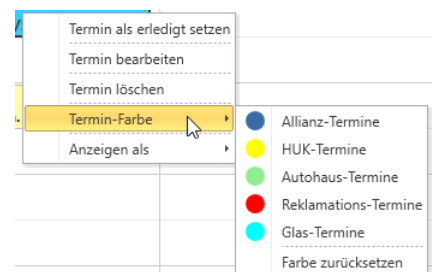 Termin als erledigt setzen
Termin bearbeiten
Termin löschen
Termin-Farbe
Anzeigen als
Allianz-Termine
HUK-Termine
Autohaus-Termine
Reklamations-Termine
Glas-Termine
Farbe zurücksetzen